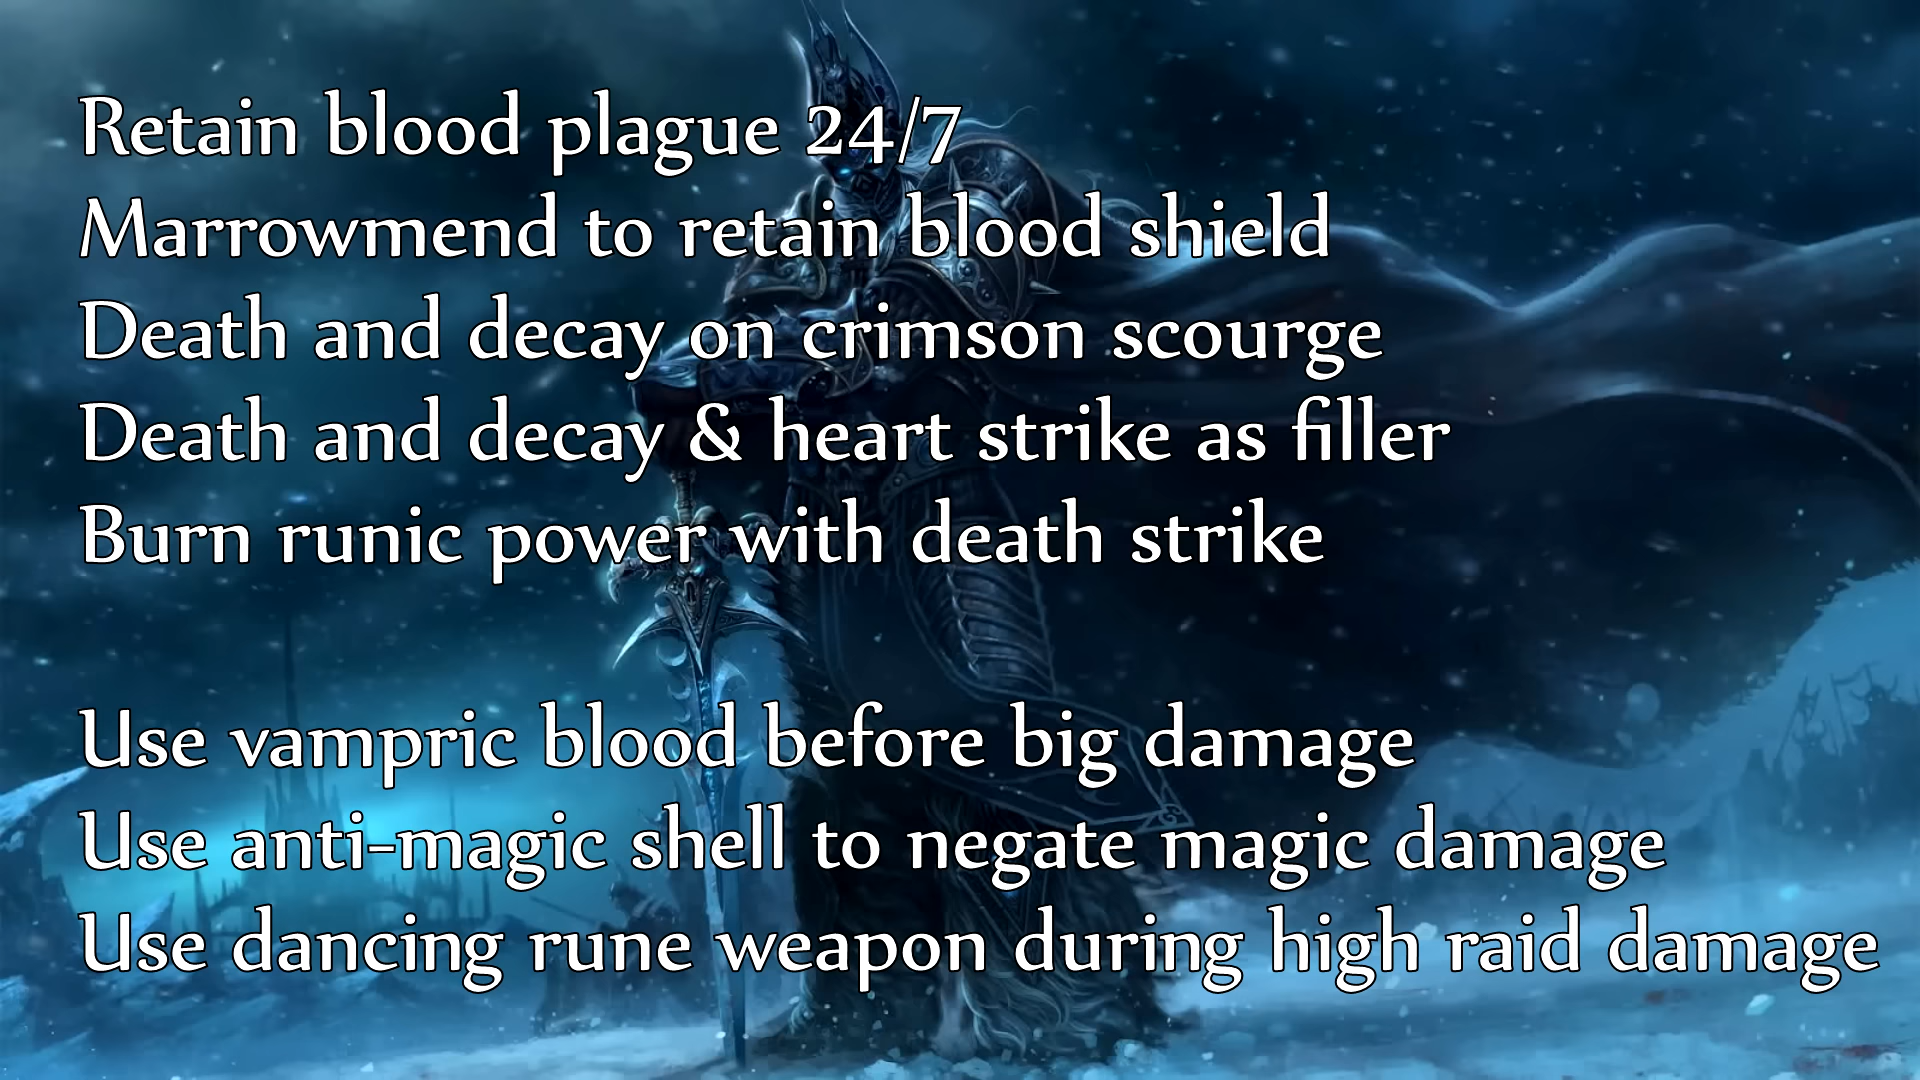 Retain blood plague 24/7
Marrowmend to retain blood shield
Death and decay on crimson scourge
Death and decay & heart strike as filler
Burn runic power with death strike
Use vampric blood before big damage
Use anti-magic shell to negate magic damage
Use dancing rune weapon during high raid damage